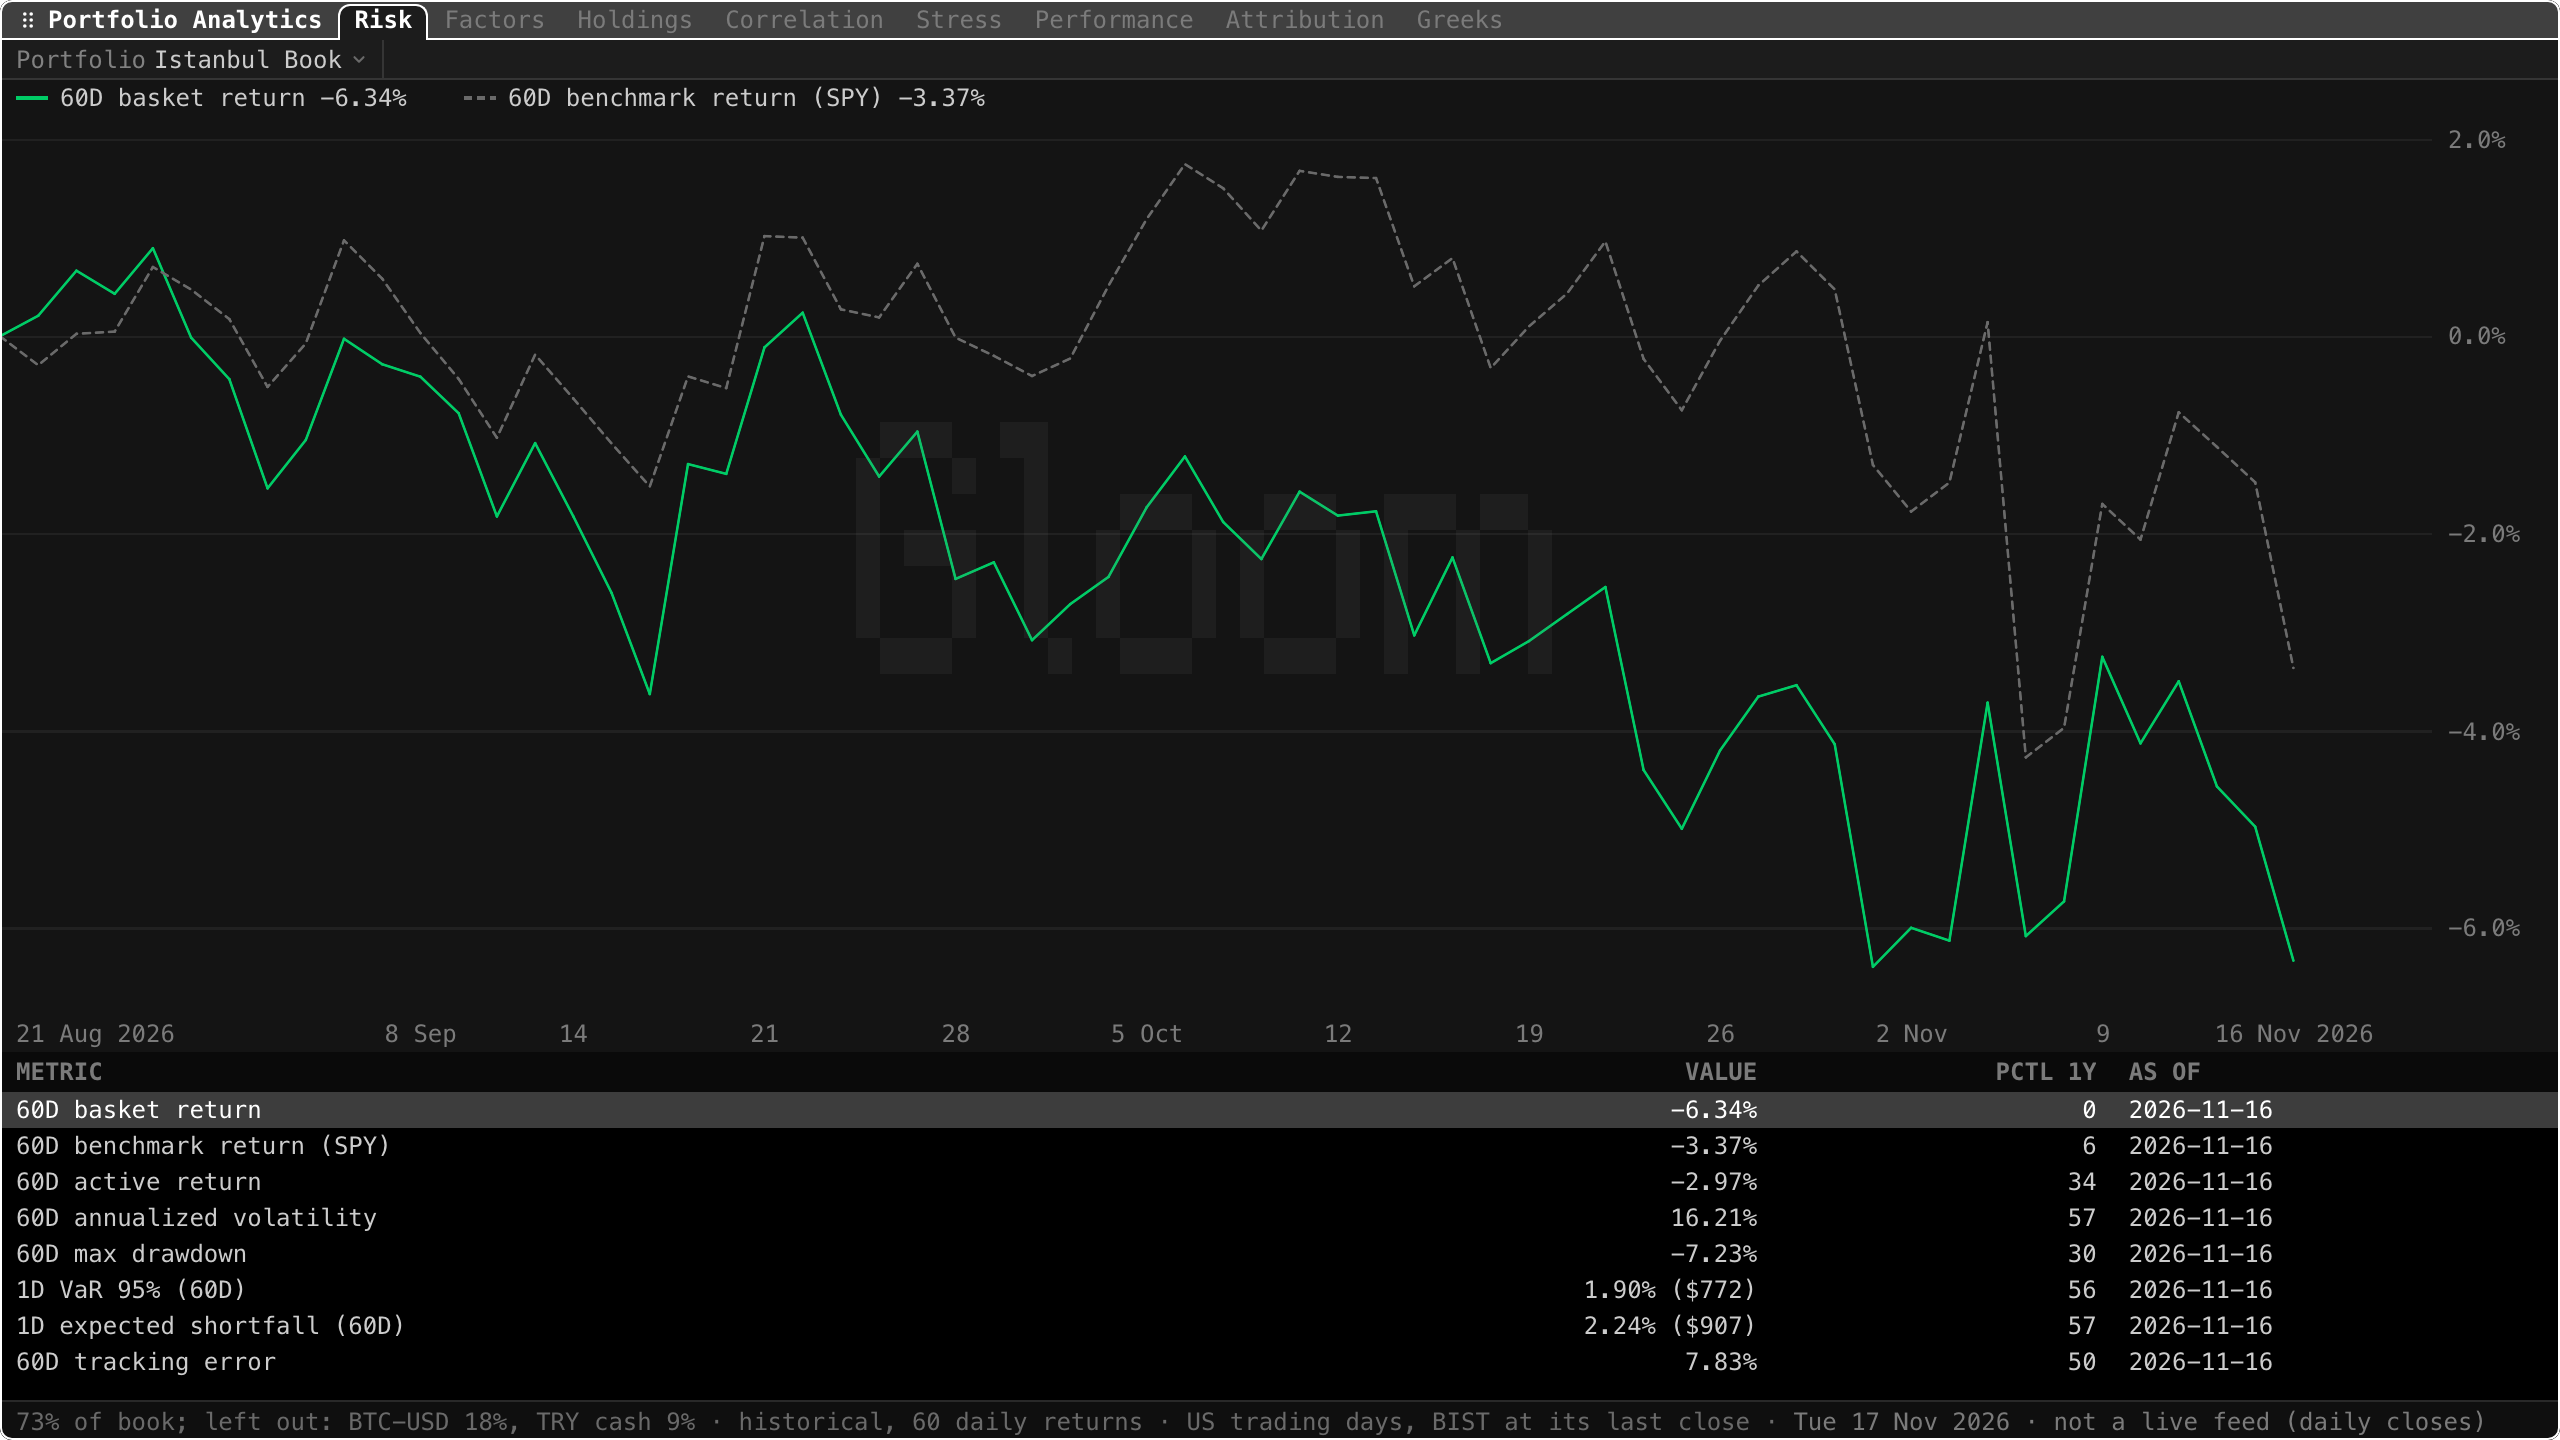 Portfolio Analytics Risk Factors Holdings Correlation Stress Performance Attribution Greeks
Portfolio Istanbul Book
60D basket return −6.34% 60D benchmark return (SPY) −3.37%
2.0%
0.0%
−2.0%
−4.0%
−6.0%
Bloom
21 Aug 2026 8 Sep 14 21 28 5 Oct 12 19 26 2 Nov 9 16 Nov 2026
METRIC VALUE PCTL 1Y AS OF
60D basket return −6.34% 0 2026−11−16
60D benchmark return (SPY) −3.37% 6 2026−11−16
60D active return −2.97% 34 2026−11−16
60D annualized volatility 16.21% 57 2026−11−16
60D max drawdown −7.23% 30 2026−11−16
1D VaR 95% (60D) 1.90% ($772) 56 2026−11−16
1D expected shortfall (60D) 2.24% ($907) 57 2026−11−16
60D tracking error 7.83% 50 2026−11−16
73% of book; left out: BTC−USD 18%, TRY cash 9% · historical, 60 daily returns · US trading days, BIST at its last close · Tue 17 Nov 2026 · not a live feed (daily closes)